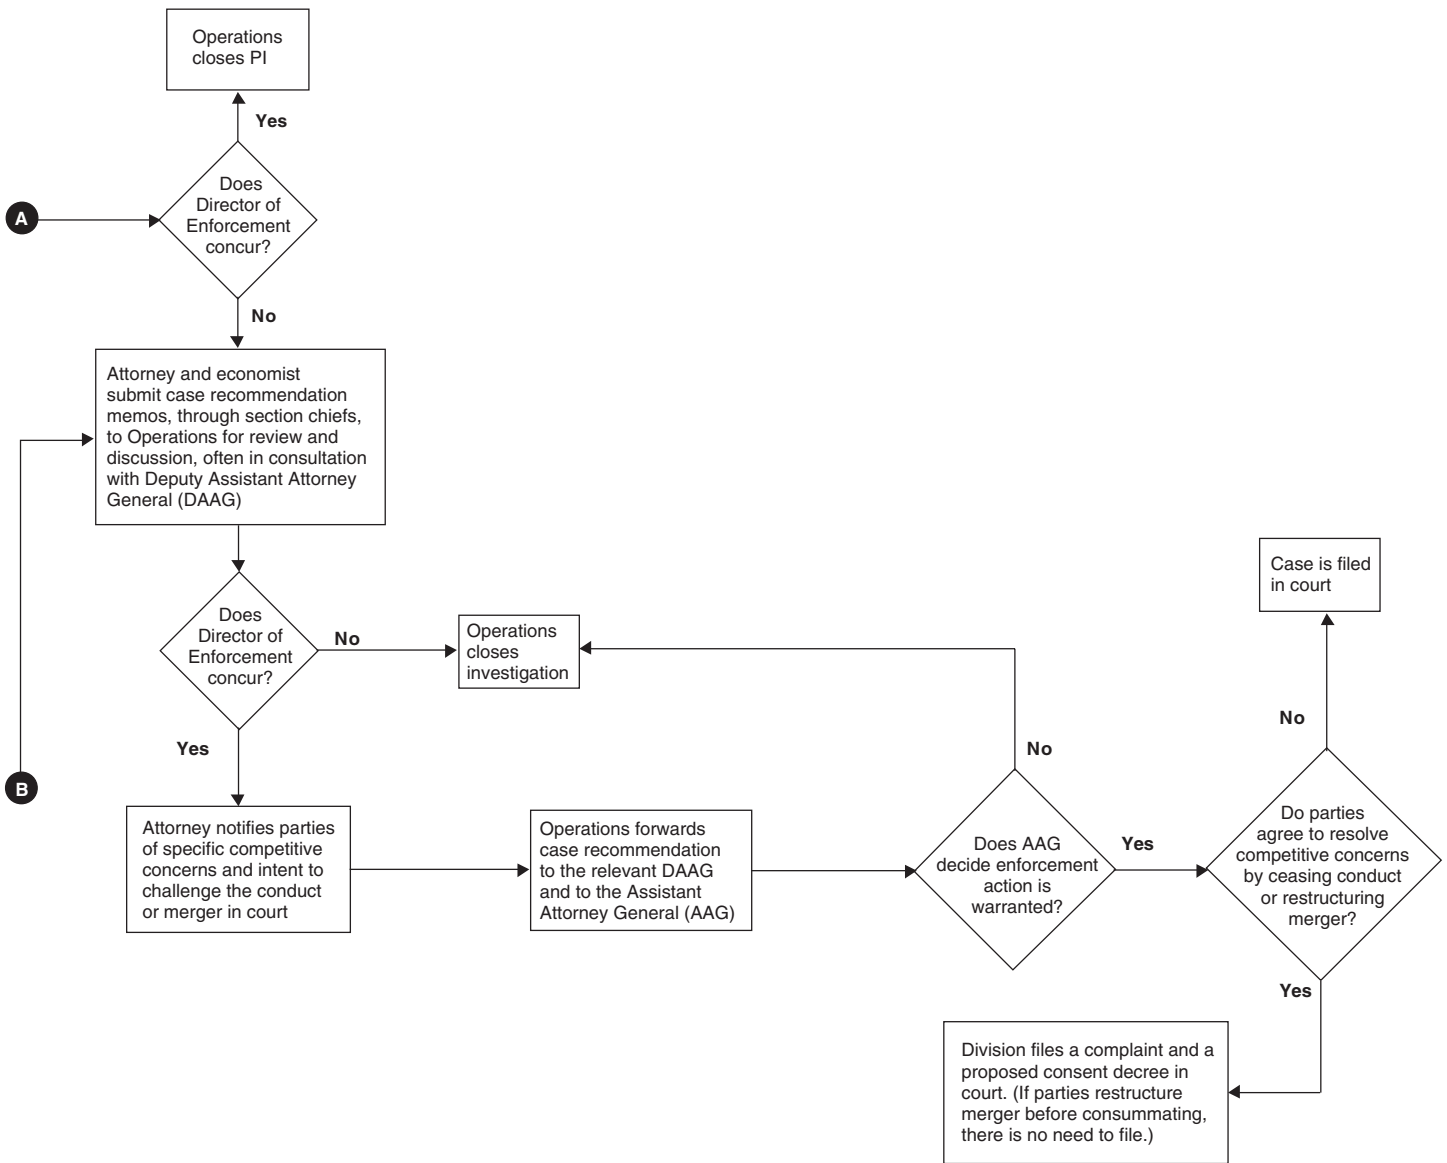 Operations
closes PI
Yes
Does
Director of
Enforcement
concur?
A
No
Attorney and economist
submit case recommendation
memos, through section chiefs,
to Operations for review and
discussion, often in consultation
with Deputy Assistant Attorney
General (DAAG)
Does
Director of
Enforcement
concur?
No
Operations
closes
investigation
Yes
B
Attorney notifies parties
of specific competitive
concerns and intent to
challenge the conduct
or merger in court
Operations forwards
case recommendation
to the relevant DAAG
and to the Assistant
Attorney General (AAG)
No
Does AAG
decide enforcement
action is
warranted?
Yes
Case is filed
in court
No
Do parties
agree to resolve
competitive concerns
by ceasing conduct
or restructuring
merger?
Yes
Division files a complaint and a
proposed consent decree in
court. (If parties restructure
merger before consummating,
there is no need to file.)